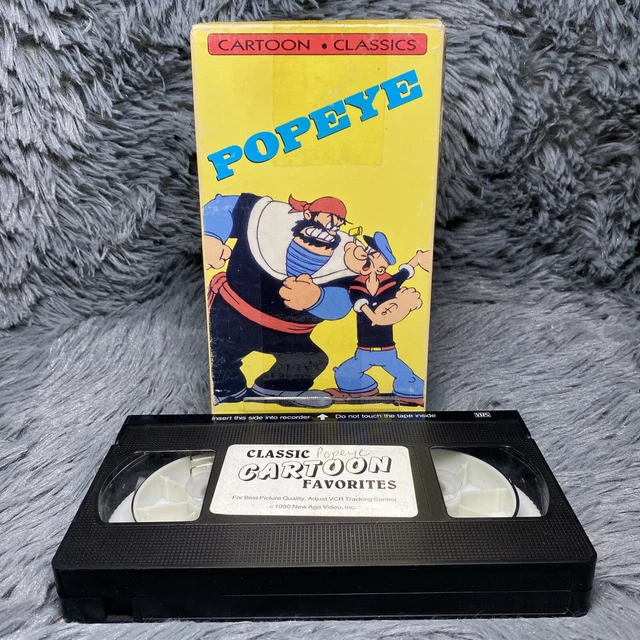 CARTOON • CLASSICS
POPEYE
Insert this side into recorder Do not touch the tape inside
VHS
CLASSIC Popeye
CARTOON
FAVORITES
For Best Picture Quality, Adjust VCR Tracking Control
©1990 New Age Video, Inc.